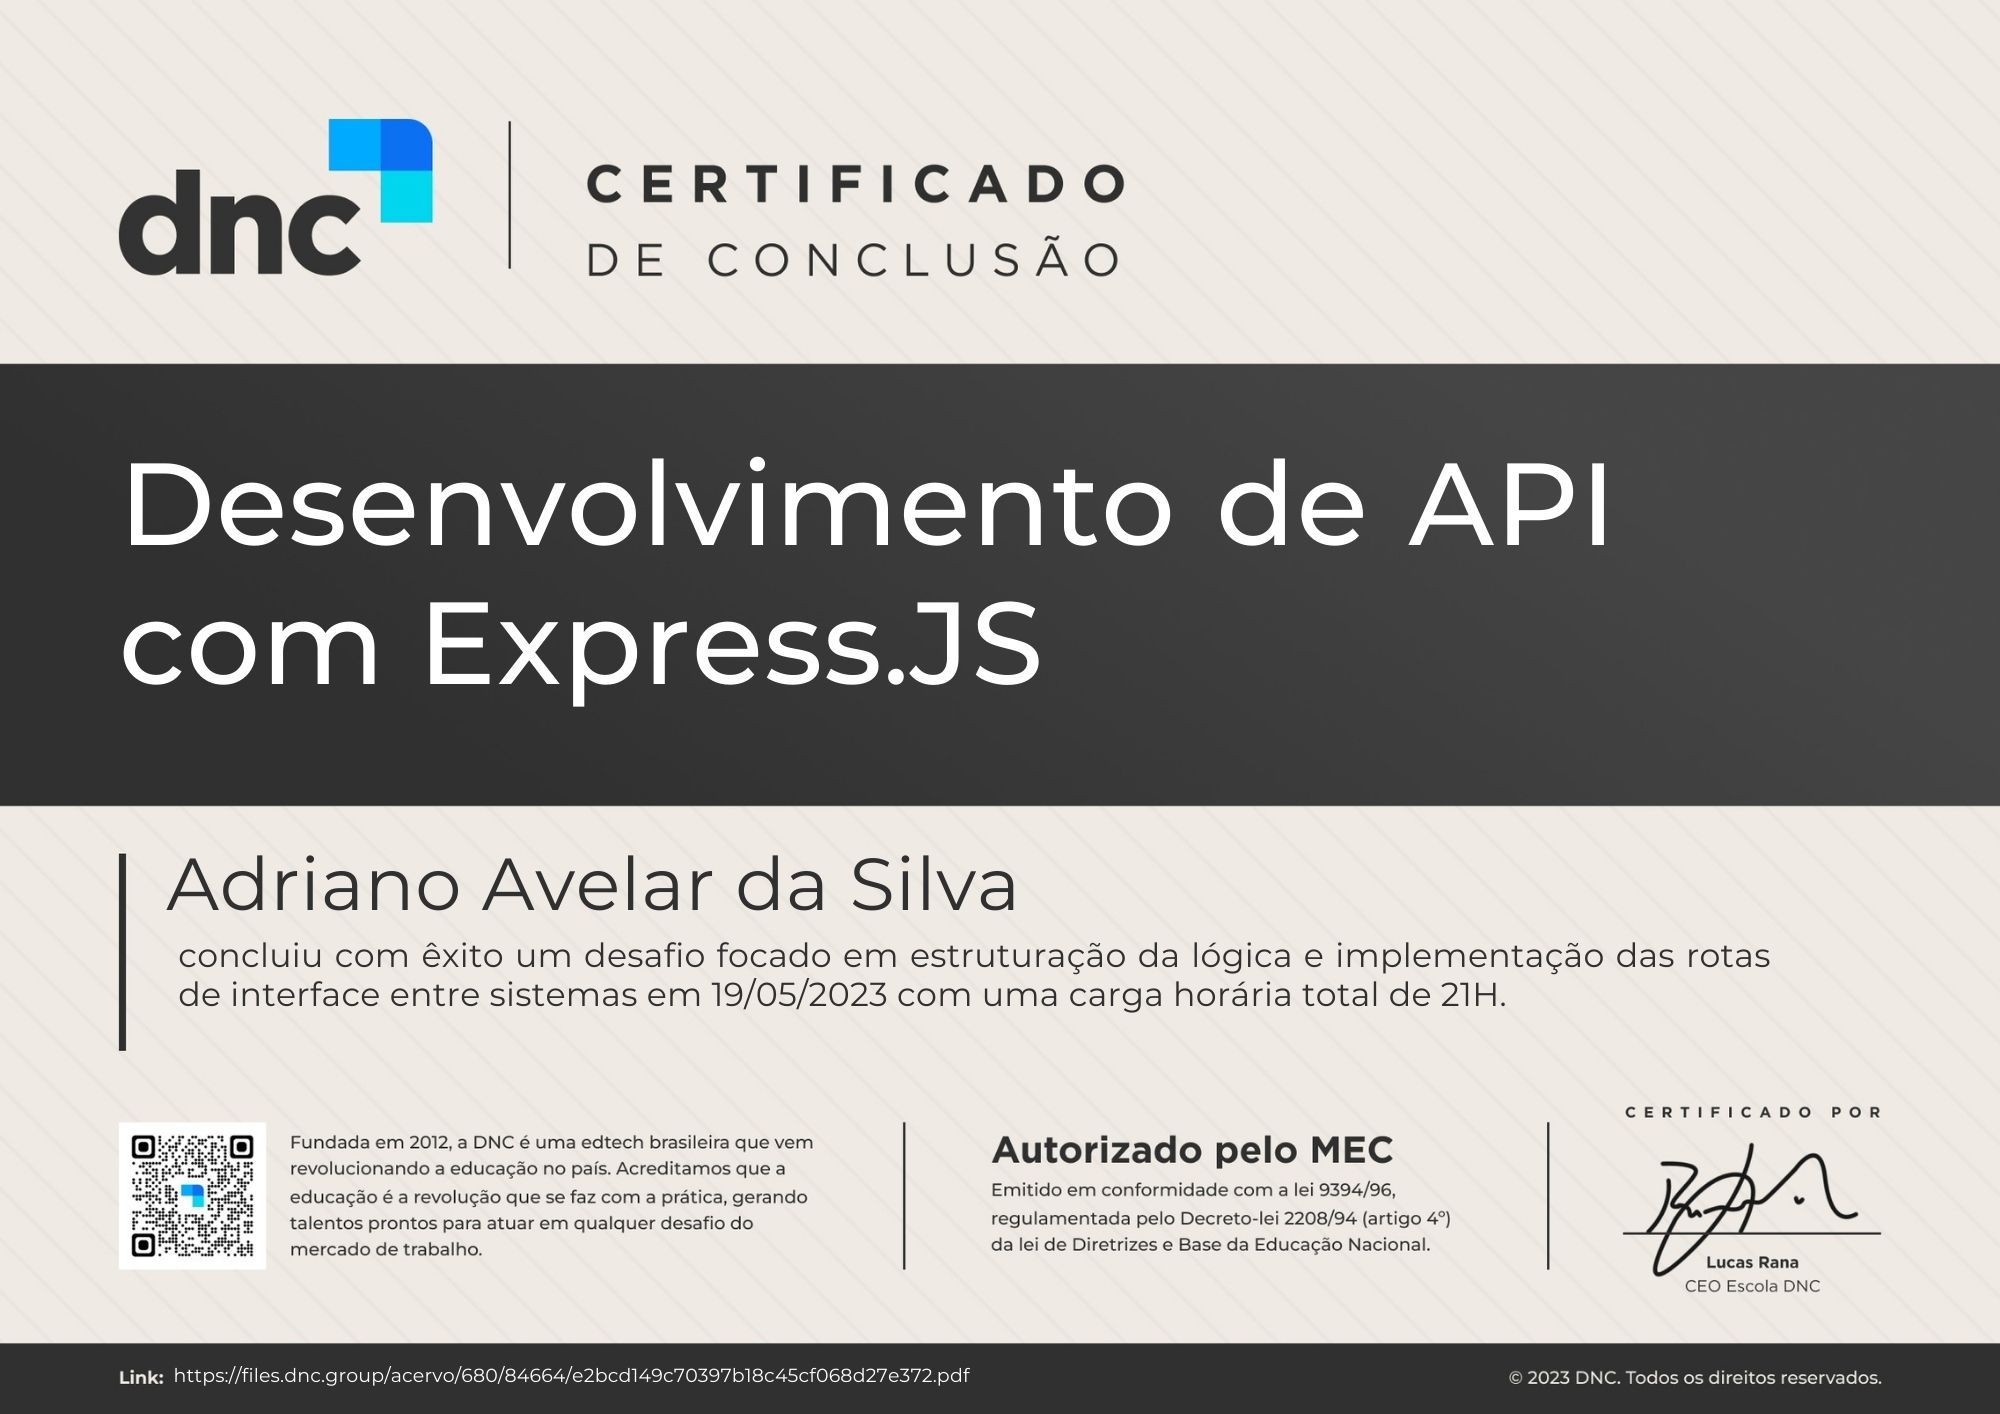 dnc
CERTIFICADO
DE CONCLUSÃO
Desenvolvimento de API
com Express.JS
Adriano Avelar da Silva
concluiu com êxito um desafio focado em estruturação da lógica e implementação das rotas
de interface entre sistemas em 19/05/2023 com uma carga horária total de 21H.
Fundada em 2012, a DNC é uma edtech brasileira que vem
revolucionando a educação no país. Acreditamos que a
educação é a revolução que se faz com a prática, gerando
talentos prontos para atuar em qualquer desafio do
mercado de trabalho.
Autorizado pelo MEC
Emitido em conformidade com a lei 9394/96,
regulamentada pelo Decreto-lei 2208/94 (artigo 4º)
da lei de Diretrizes e Base da Educação Nacional.
CERTIFICADO POR
Lucas Rana
CEO Escola DNC
Link: https://files.dnc.group/acervo/680/84664/e2bcd149c70397b18c45cf068d27e372.pdf
© 2023 DNC. Todos os direitos reservados.